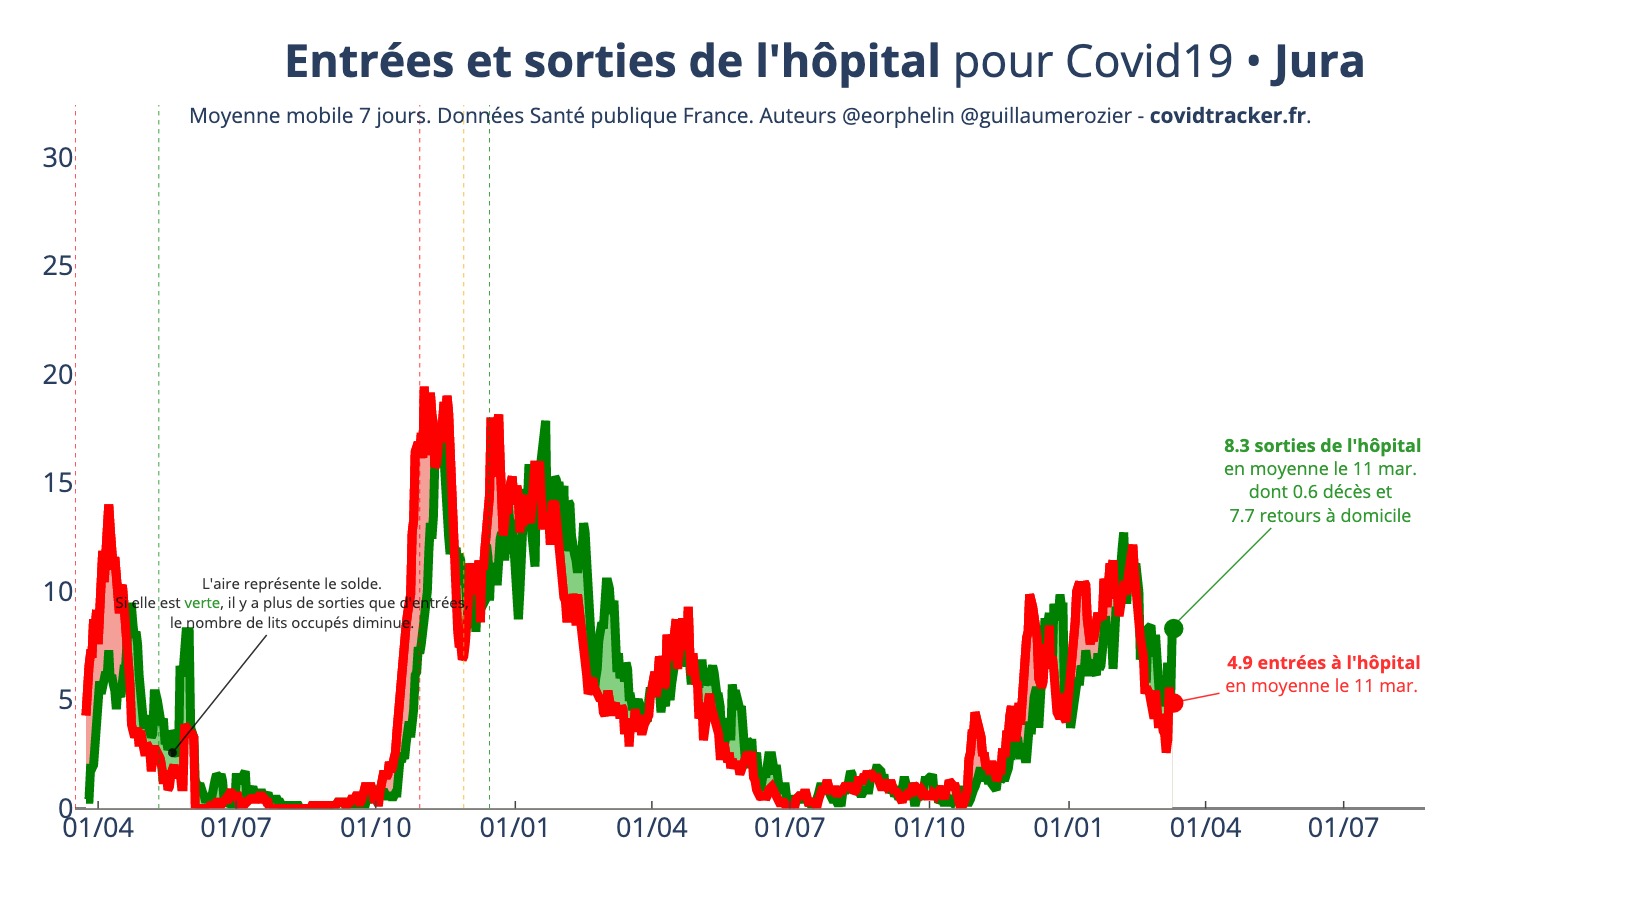 Entrées et sorties de l'hôpital pour Covid19 • Jura
Moyenne mobile 7 jours. Données Santé publique France. Auteurs @eorphelin @guillaumerozier - covidtracker.fr.
30
25
20
15
10
5
0
8.3 sorties de l'hôpital
en moyenne le 11 mar.
dont 0.6 décès et
7.7 retours à domicile
L'aire représente le solde.
Si elle est verte, il y a plus de sorties que d'entrées,
le nombre de lits occupés diminue.
4.9 entrées à l'hôpital
en moyenne le 11 mar.
01/04 01/07 01/10 01/01 01/04 01/07 01/10 01/01 01/04 01/07